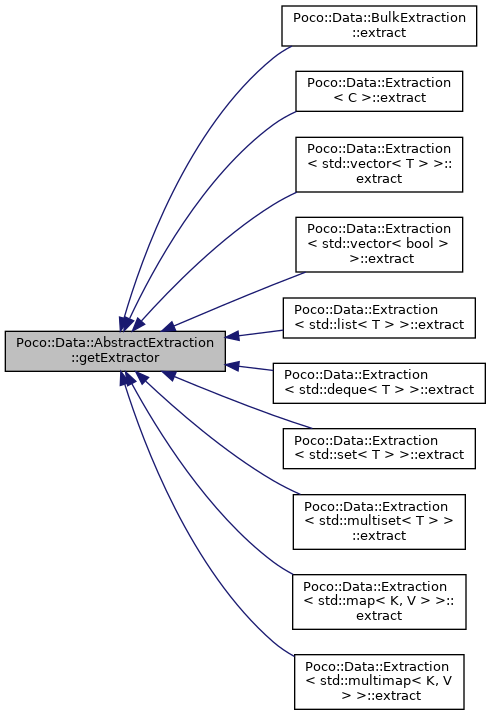 Poco::Data::BulkExtraction
::extract
Poco::Data::Extraction
< C >::extract
Poco::Data::Extraction
< std::vector< T > >::
extract
Poco::Data::Extraction
< std::vector< bool >
>::extract
Poco::Data::Extraction
< std::list< T > >::extract
Poco::Data::AbstractExtraction
::getExtractor
Poco::Data::Extraction
< std::deque< T > >::extract
Poco::Data::Extraction
< std::set< T > >::extract
Poco::Data::Extraction
< std::multiset< T > >
::extract
Poco::Data::Extraction
< std::map< K, V > >::
extract
Poco::Data::Extraction
< std::multimap< K, V
> >::extract